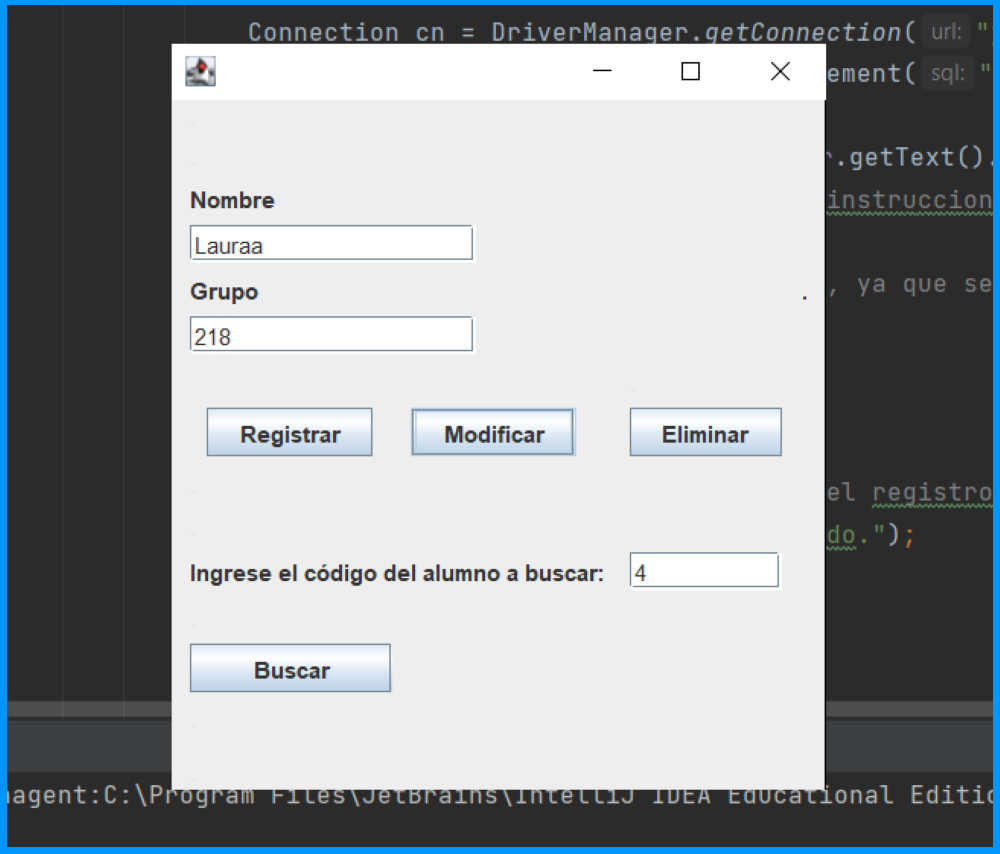 Connection cn = DriverManager.getConnection( url: "
ement( sql: "
.getText().
instruccion
Nombre
Lauraa
Grupo
, ya que se
218
Registrar Modificar Eliminar
el registro
do.");
Ingrese el código del alumno a buscar: 4
Buscar
nagent:C:\Program Files\JetBrains\IntelliJ IDEA Educational Editio